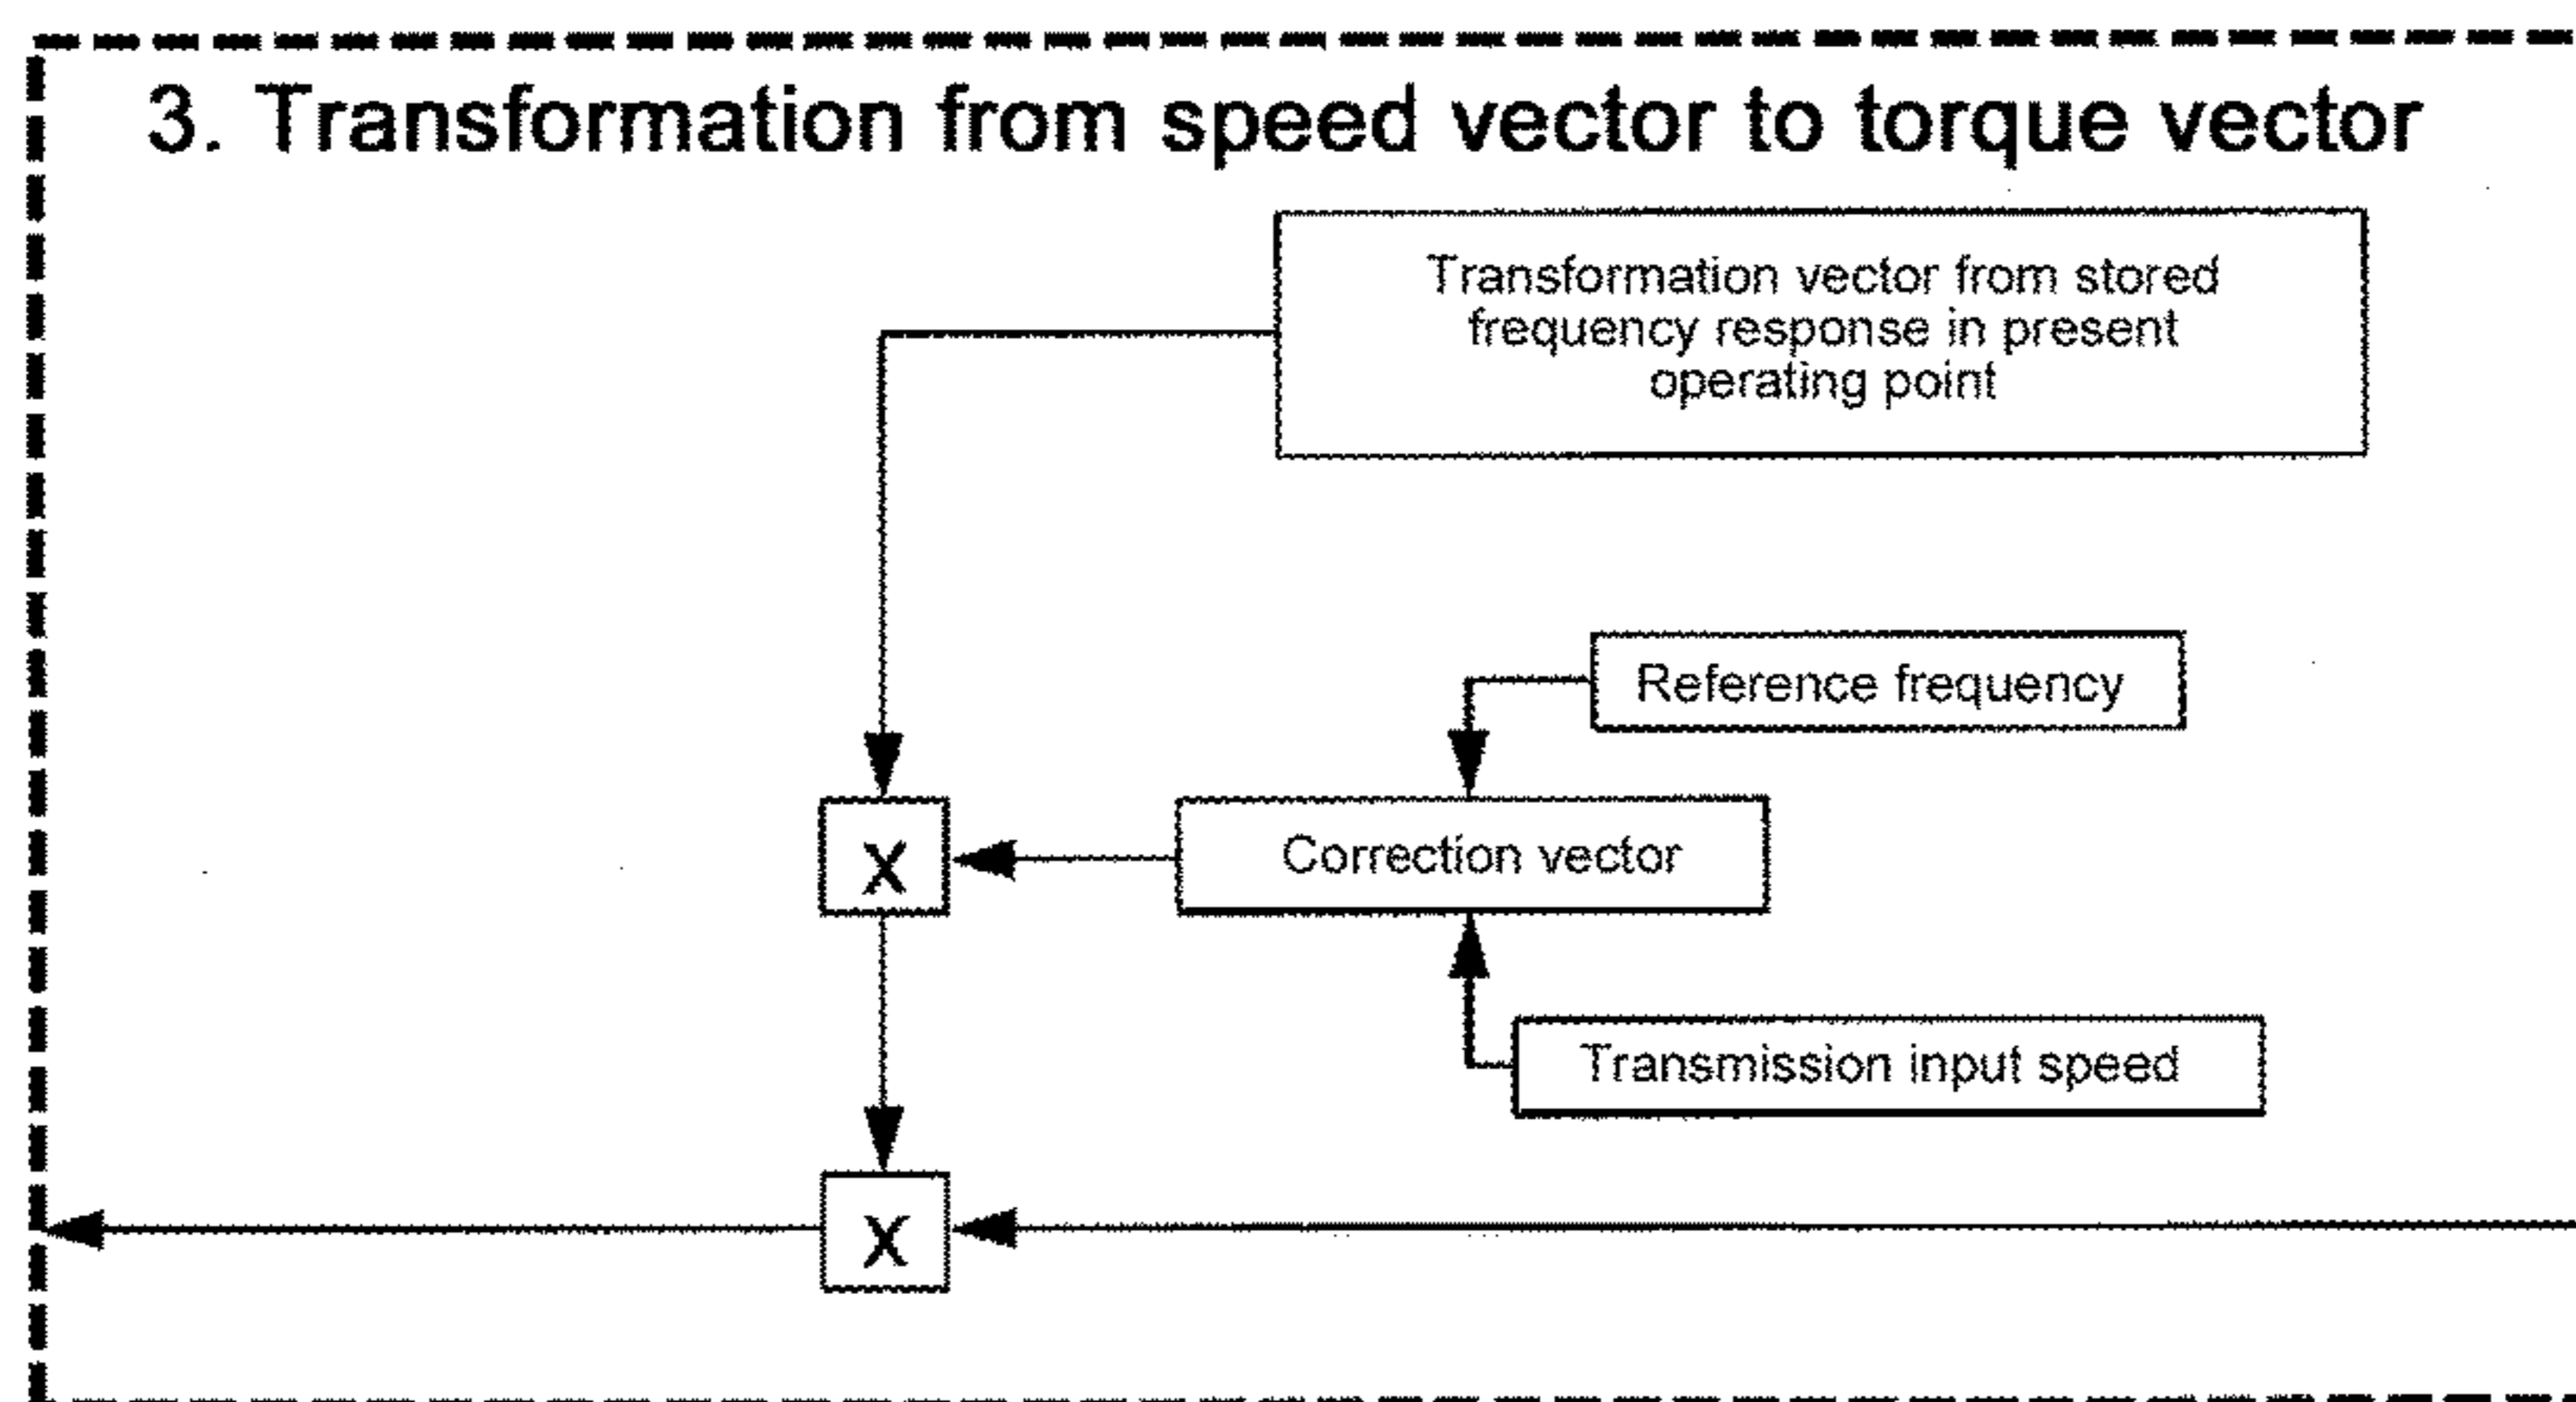 3. Transformation from speed vector to torque vector
Transformation vector from stored
frequency response in present
operating point
Reference frequency
X
Correction vector
Transmission input speed
X